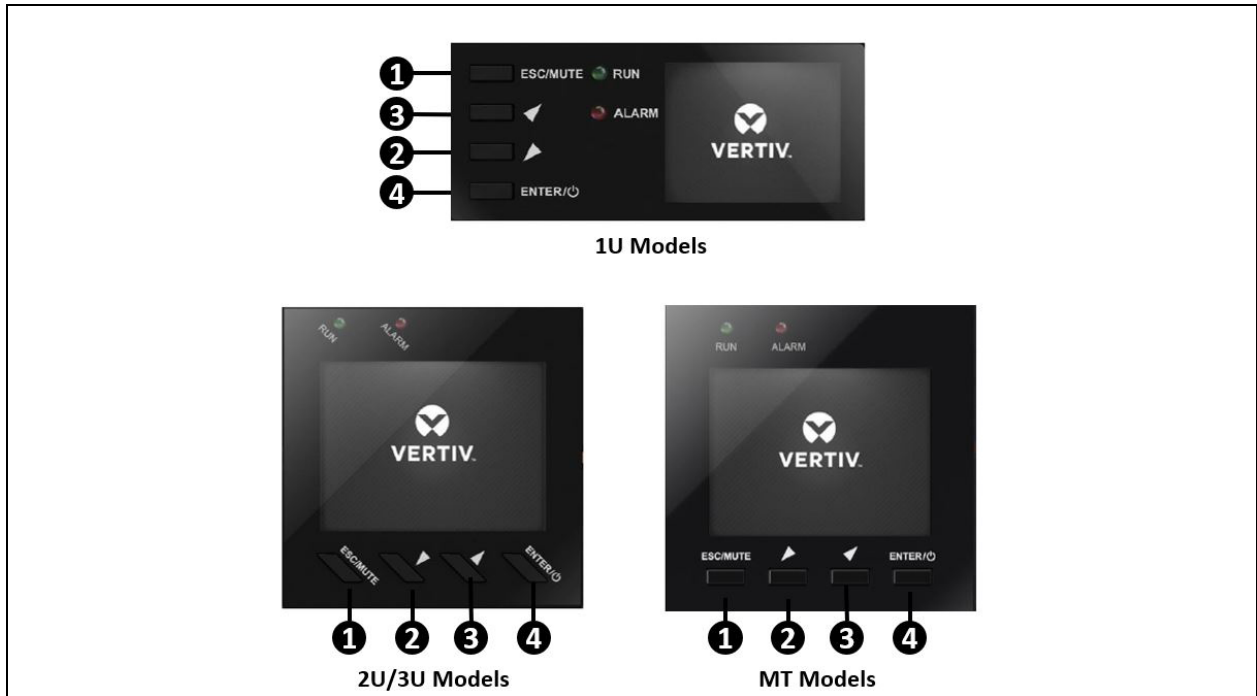 1 ESC/MUTE RUN
3 ALARM
2 VERTIV.
4 ENTER/⏻
1U Models
RUN ALARM
VERTIV.
ESC/MUTE ENTER/⏻
1 2 3 4
2U/3U Models
RUN ALARM
VERTIV.
ESC/MUTE ENTER/⏻
1 2 3 4
MT Models